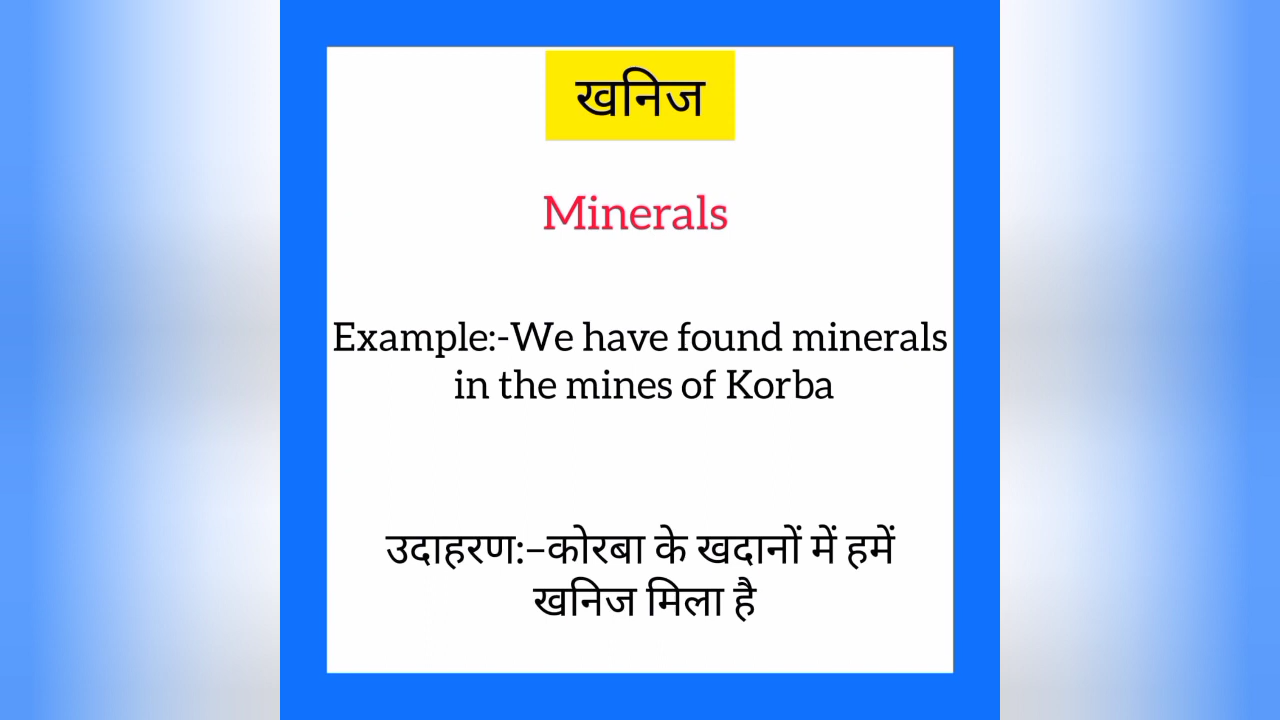 खनिज
Minerals
Example:-We have found minerals
in the mines of Korba
उदाहरण:–कोरबा के खदानों में हमें
खनिज मिला है